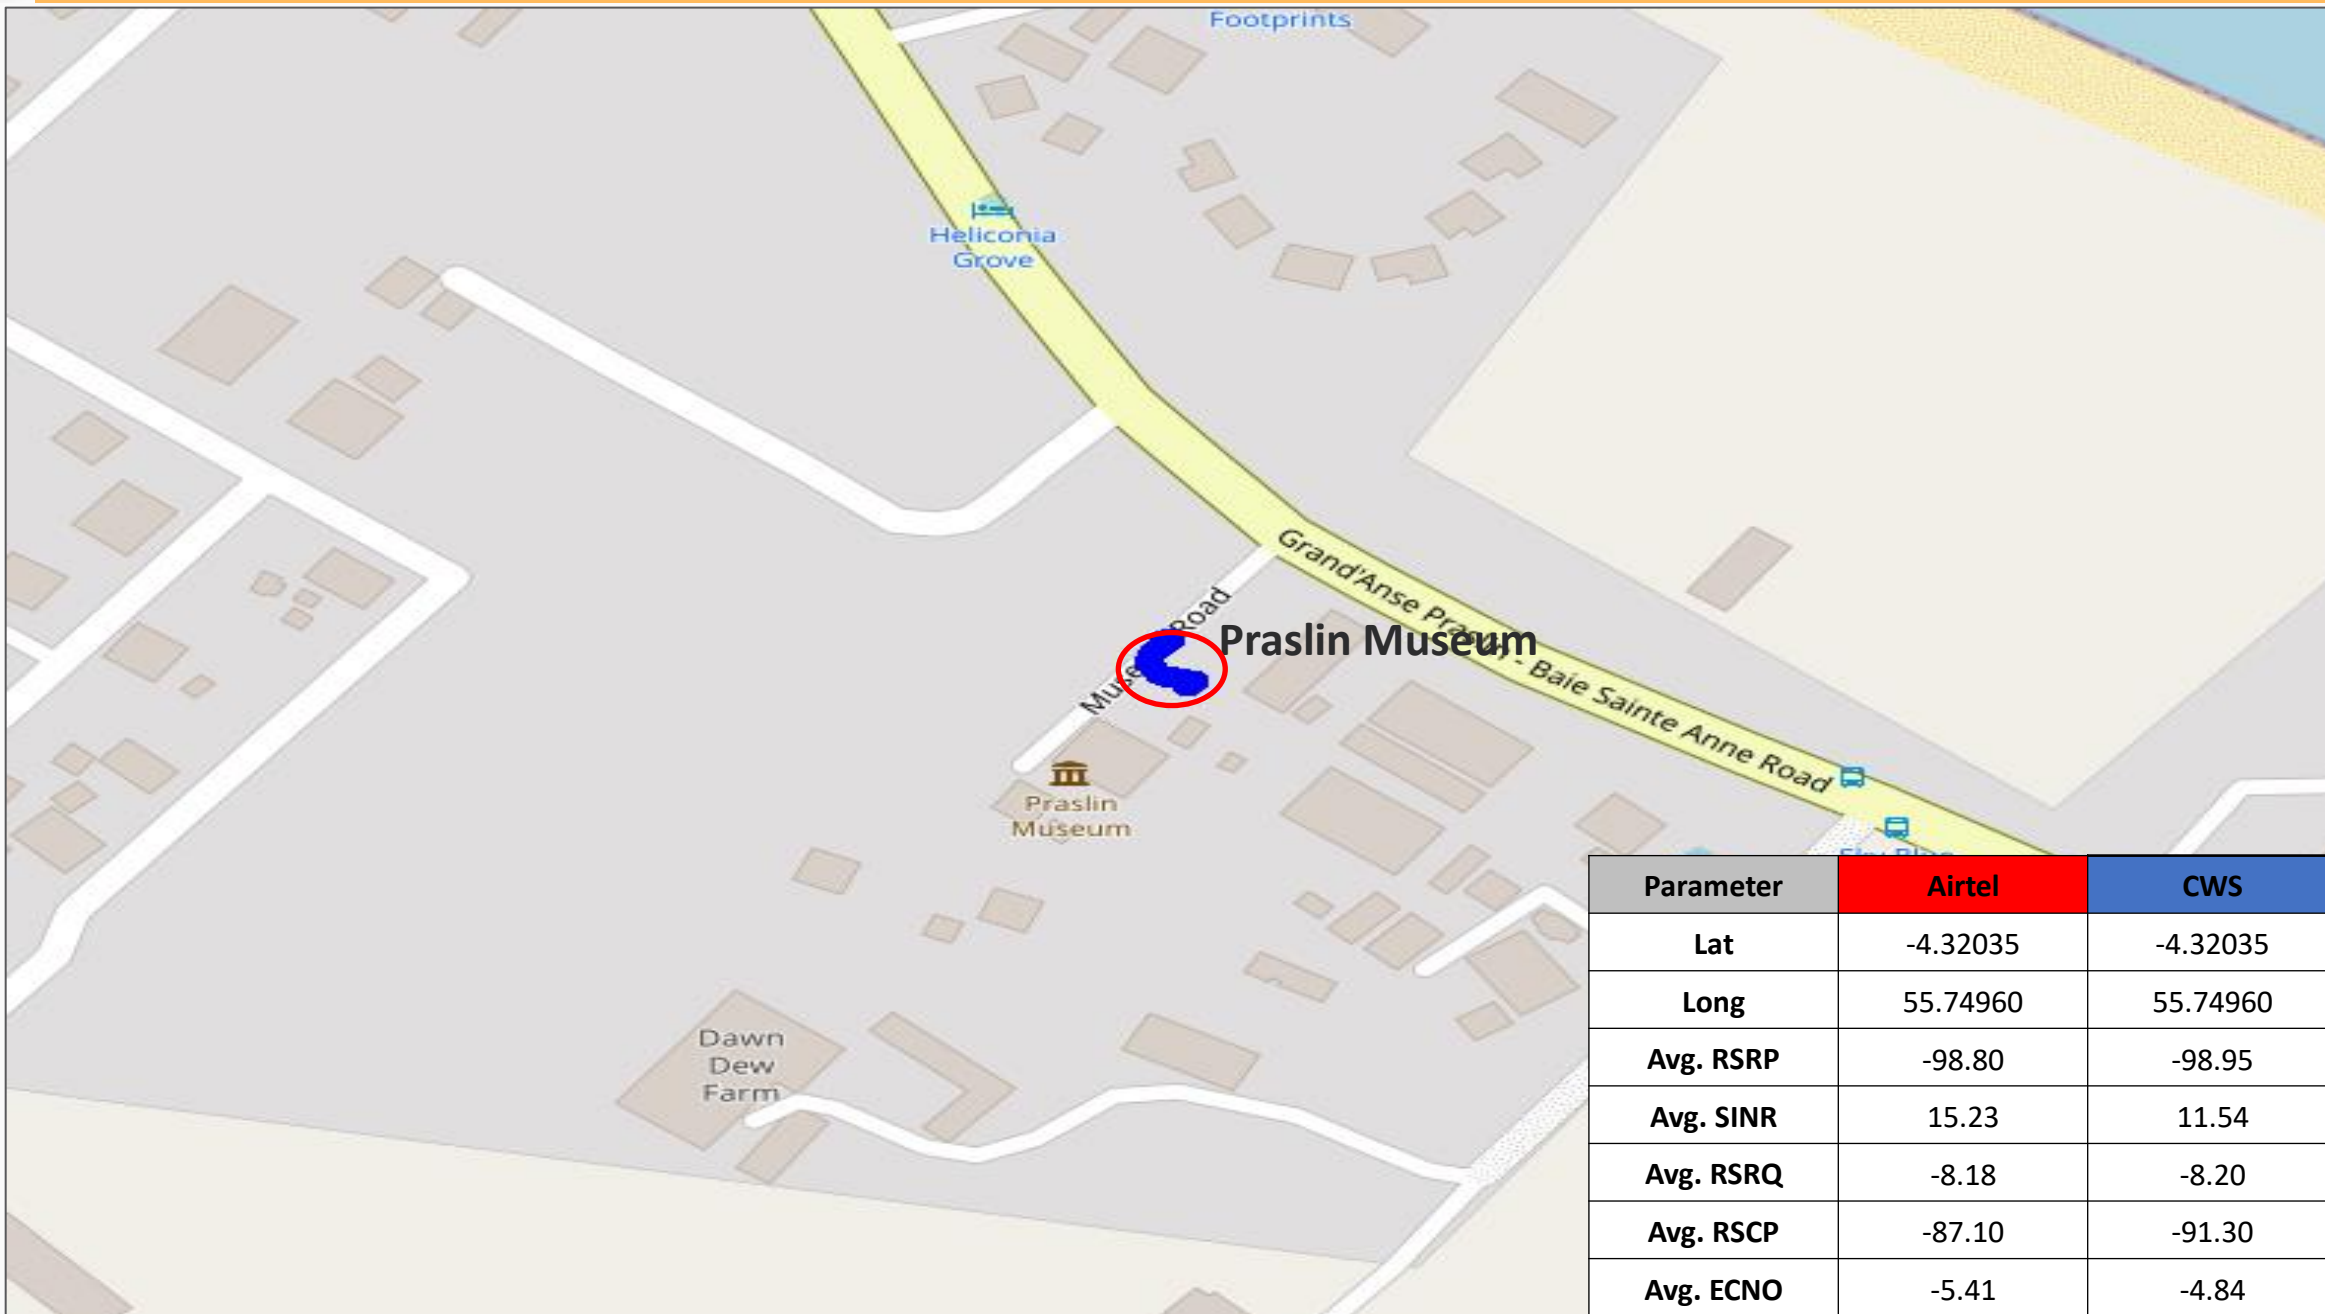 Footprints
Heliconia
Grove
Grand'Anse Praslin - Baie Sainte Anne Road
Road
Praslin Museum
Praslin
Museum
Dawn
Dew
Farm
Parameter Airtel CWS
Lat -4.32035 -4.32035
Long 55.74960 55.74960
Avg. RSRP -98.80 -98.95
Avg. SINR 15.23 11.54
Avg. RSRQ -8.18 -8.20
Avg. RSCP -87.10 -91.30
Avg. ECNO -5.41 -4.84